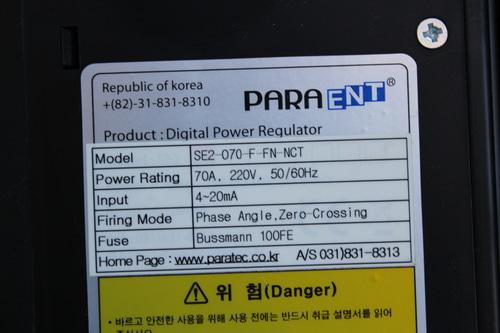 Republic of korea
+(82)-31-831-8310
PARAENT®
Product : Digital Power Regulator
Model SE2-070-F-FN-NCT
Power Rating 70A, 220V, 50/60Hz
Input 4~20mA
Firing Mode Phase Angle,Zero-Crossing
Fuse Bussmann 100FE
Home Page : www.paratec.co.kr A/S 031)831-8313
위 험(Danger)
• 바르고 안전한 사용을 위해 사용 전에는 반드시 취급 설명서를 읽어